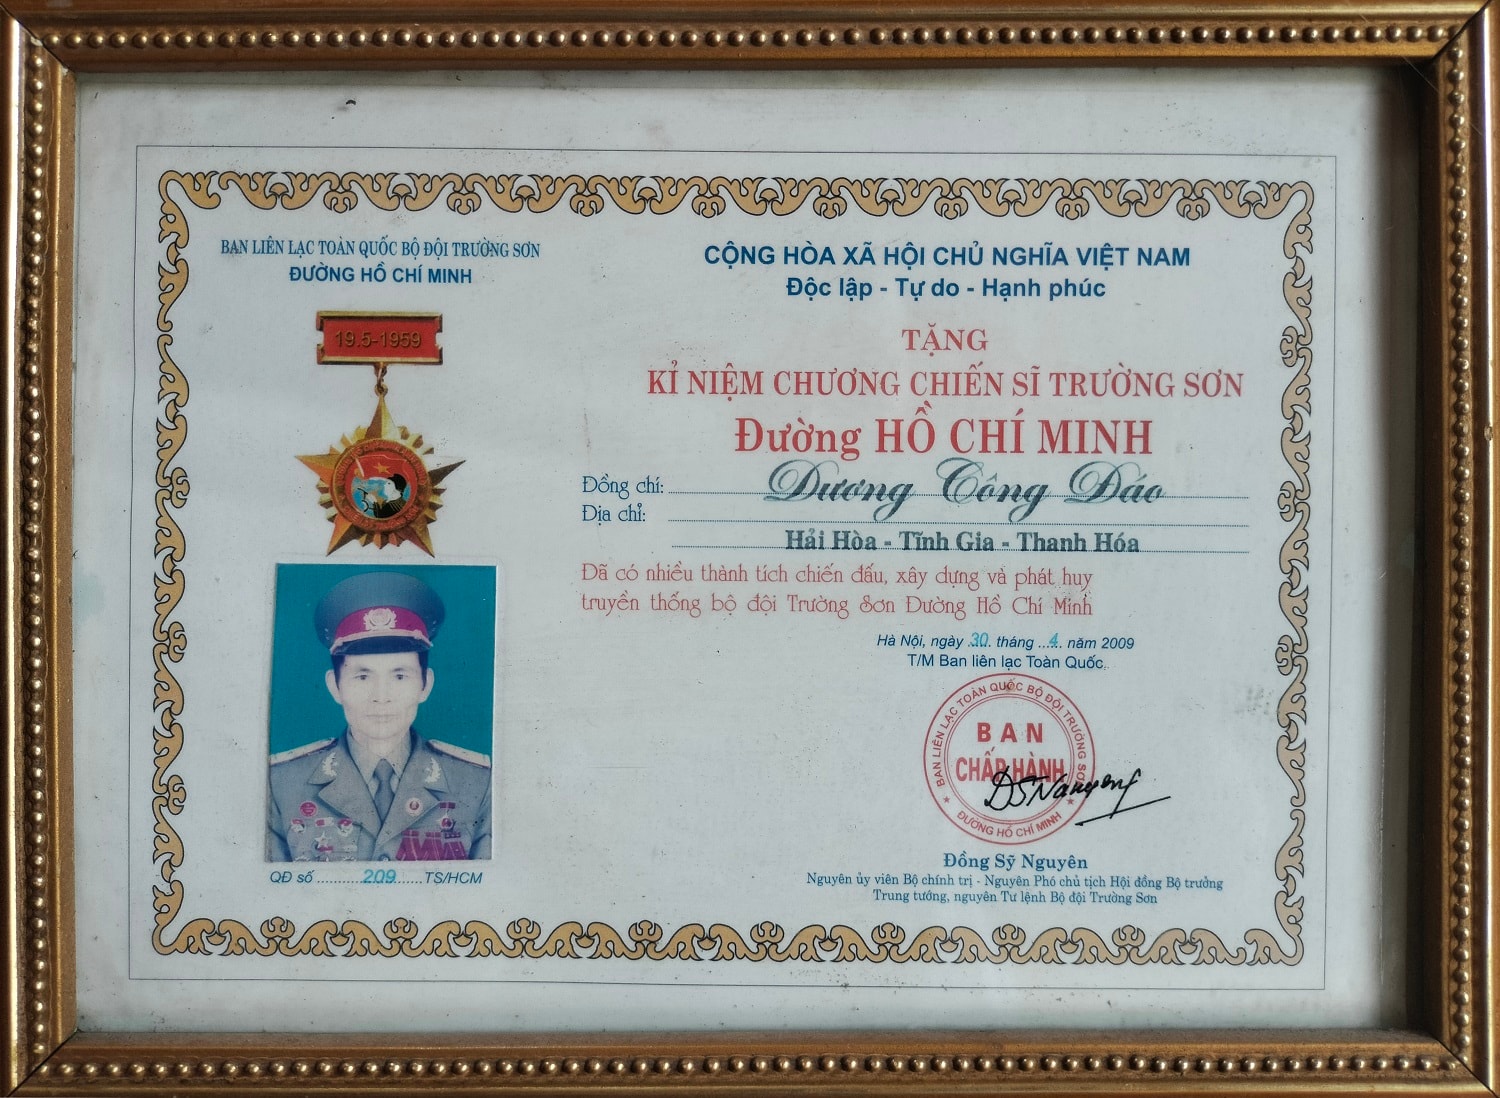 BAN LIÊN LẠC TOÀN QUỐC BỘ ĐỘI TRƯỜNG SƠN
ĐƯỜNG HỒ CHÍ MINH
19.5-1959
QĐ số ............209.......TS/HCM
CỘNG HÒA XÃ HỘI CHỦ NGHĨA VIỆT NAM
Độc lập - Tự do - Hạnh phúc
TẶNG
KỈ NIỆM CHƯƠNG CHIẾN SĨ TRƯỜNG SƠN
Đường HỒ CHÍ MINH
Đồng chí: Dương Công Đáo
Địa chỉ:
Hải Hòa - Tĩnh Gia - Thanh Hóa
Đã có nhiều thành tích chiến đấu, xây dựng và phát huy
truyền thống bộ đội Trường Sơn Đường Hồ Chí Minh
Hà Nội, ngày 30 tháng ...4.. năm 2009
T/M Ban liên lạc Toàn Quốc
BAN LIÊN LẠC TOÀN QUỐC BỘ ĐỘI TRƯỜNG SƠN
BAN
CHẤP HÀNH
ĐƯỜNG HỒ CHÍ MINH
ĐSNguyên
Đồng Sỹ Nguyên
Nguyên ủy viên Bộ chính trị - Nguyên Phó chủ tịch Hội đồng Bộ trưởng
Trung tướng, nguyên Tư lệnh Bộ đội Trường Sơn